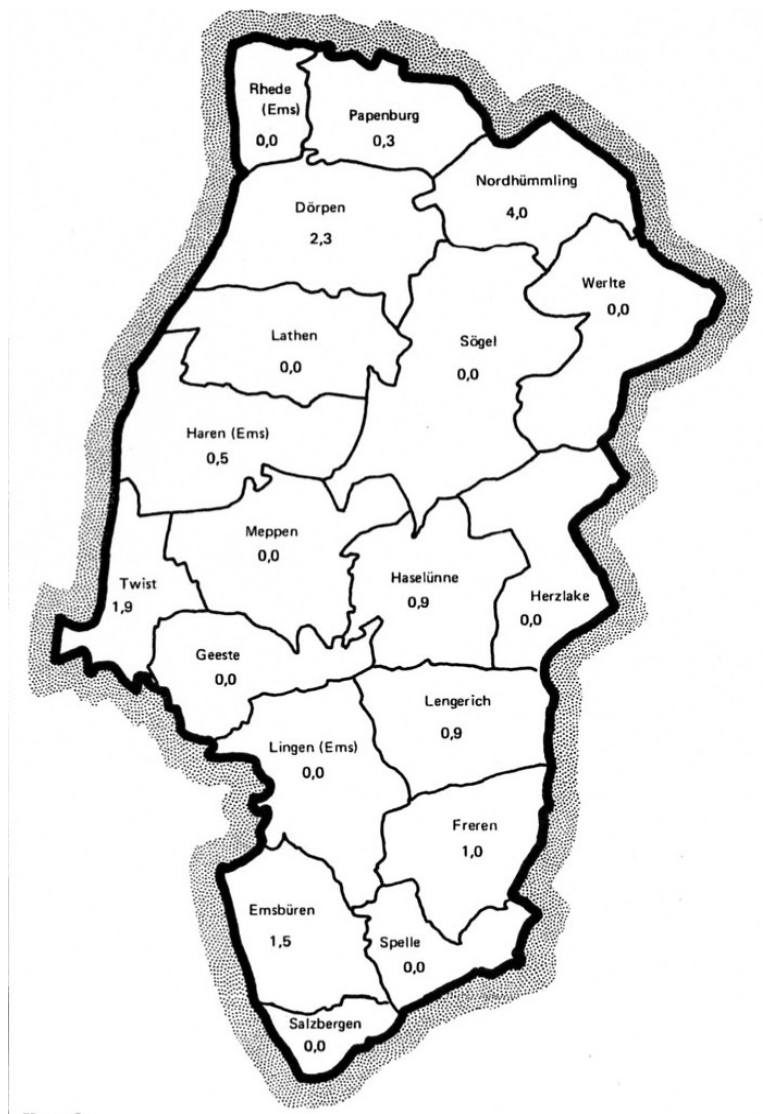 Rhede
(Ems)
0,0
Papenburg
0,3
Nordhümmling
4,0
Dörpen
2,3
Werlte
0,0
Lathen
0,0
Sögel
0,0
Haren (Ems)
0,5
Meppen
0,0
Twist
1,9
Haselünne
0,9
Herzlake
0,0
Geeste
0,0
Lengerich
0,9
Lingen (Ems)
0,0
Freren
1,0
Emsbüren
1,5
Spelle
0,0
Salzbergen
0,0